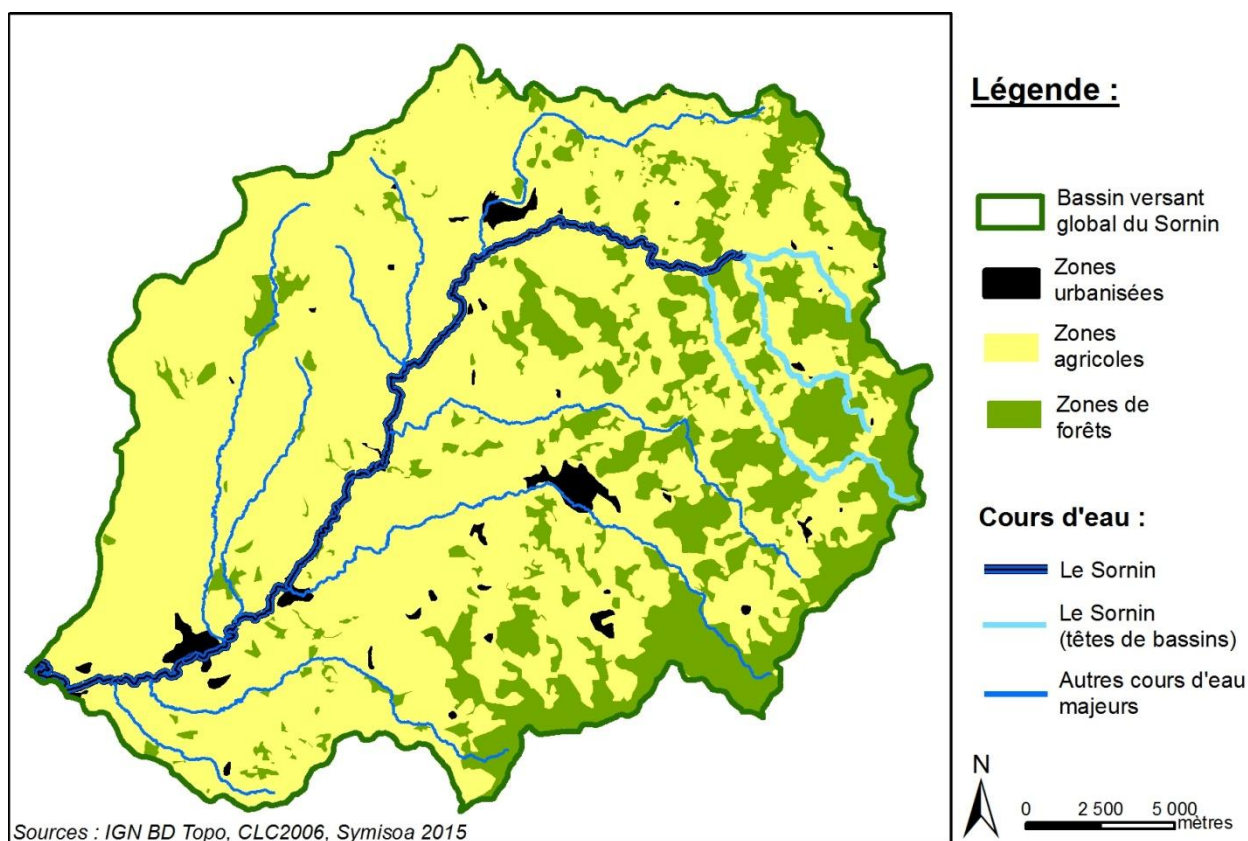 Légende :
Bassin versant
global du Sornin
Zones
urbanisées
Zones
agricoles
Zones de
forêts
Cours d'eau :
Le Sornin
Le Sornin
(têtes de bassins)
Autres cours d'eau
majeurs
N
0 2 500 5 000
mètres
Sources : IGN BD Topo, CLC2006, Symisoa 2015